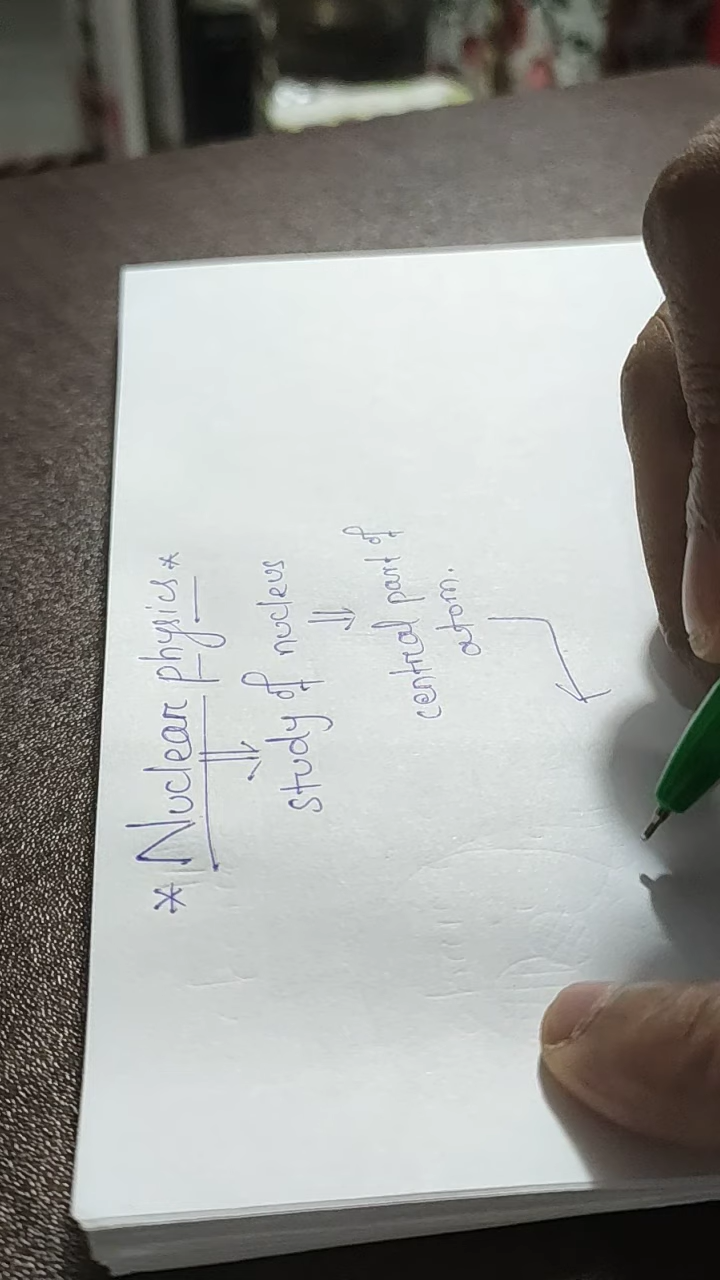 * Nuclear physics *
⇓
study of nucleus
⇓
central part of
atom.